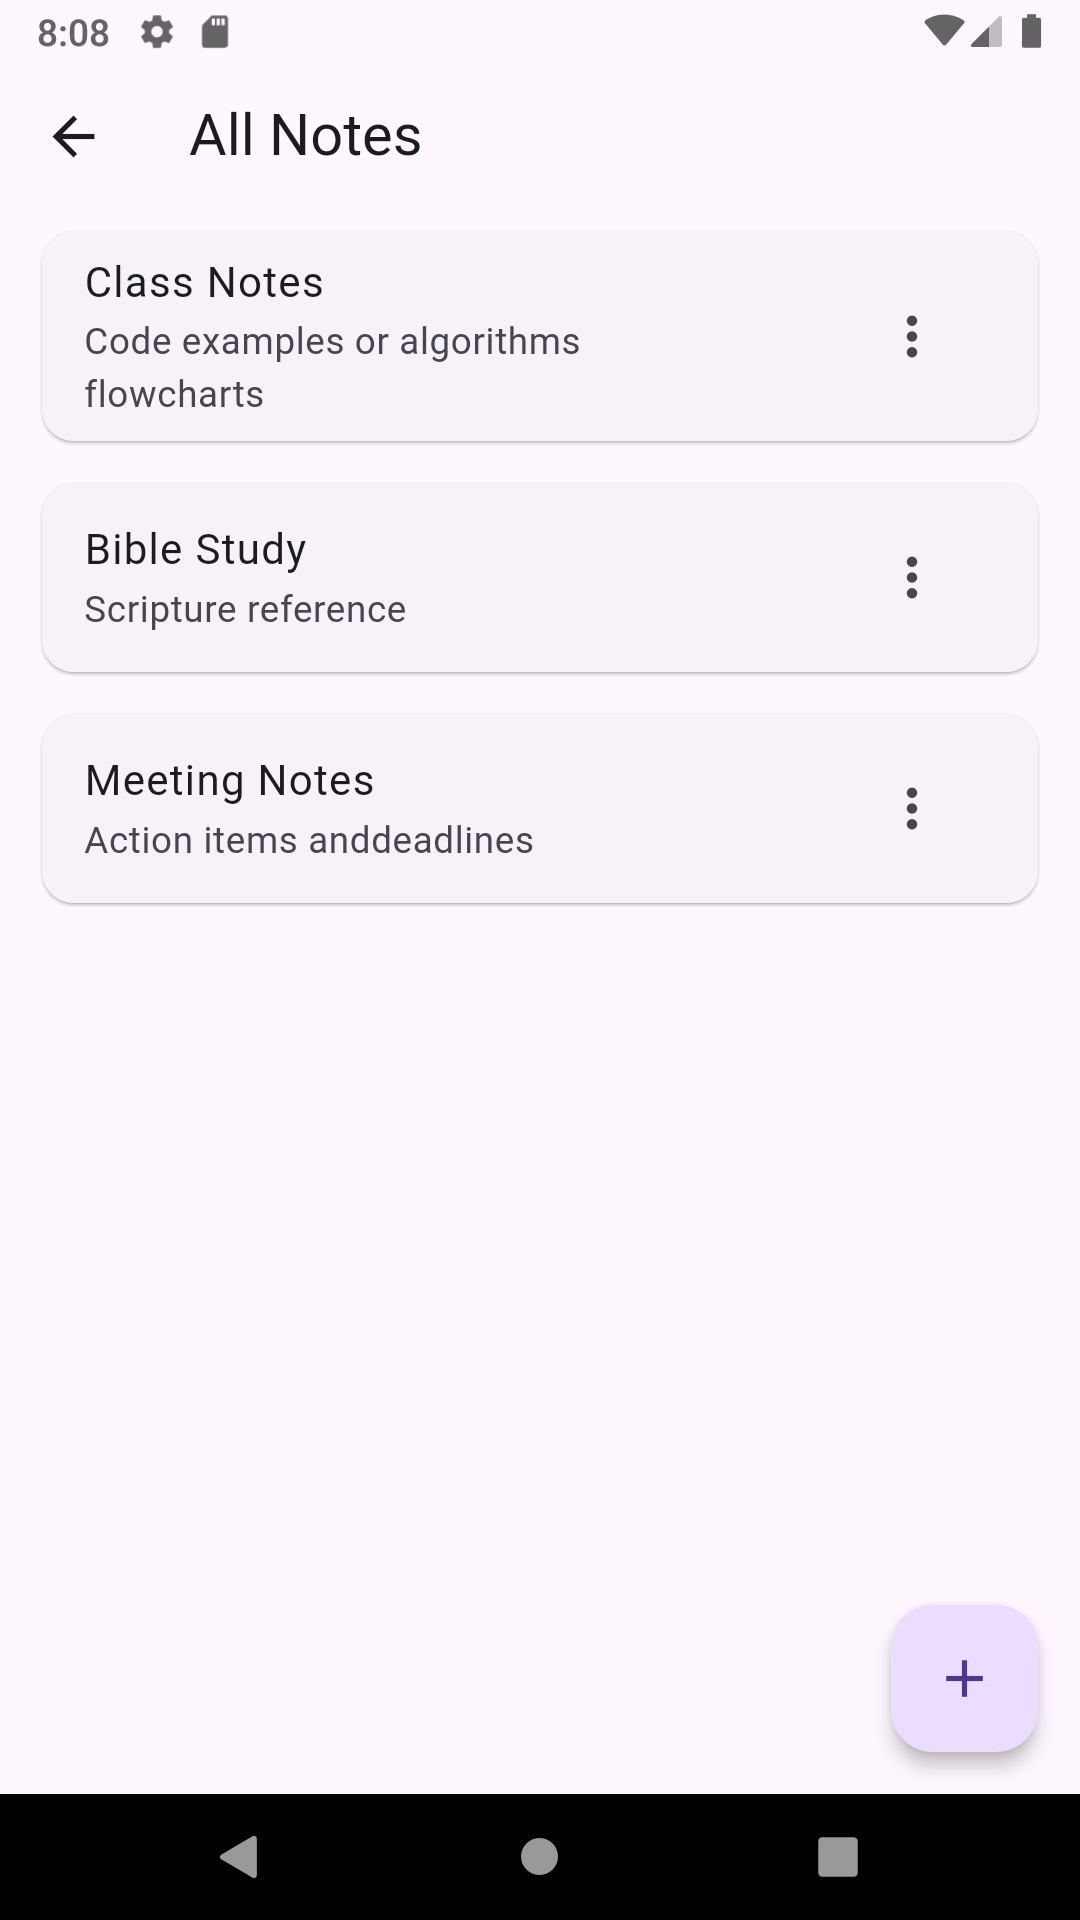 8:08
All Notes
Class Notes
Code examples or algorithms
flowcharts
Bible Study
Scripture reference
Meeting Notes
Action items anddeadlines